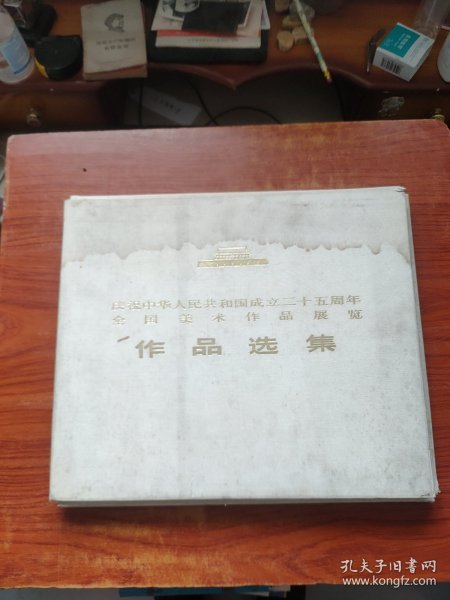 庆祝中华人民共和国成立二十五周年
全国美术作品展览
作品选集
孔夫子旧书网
www.kongfz.com